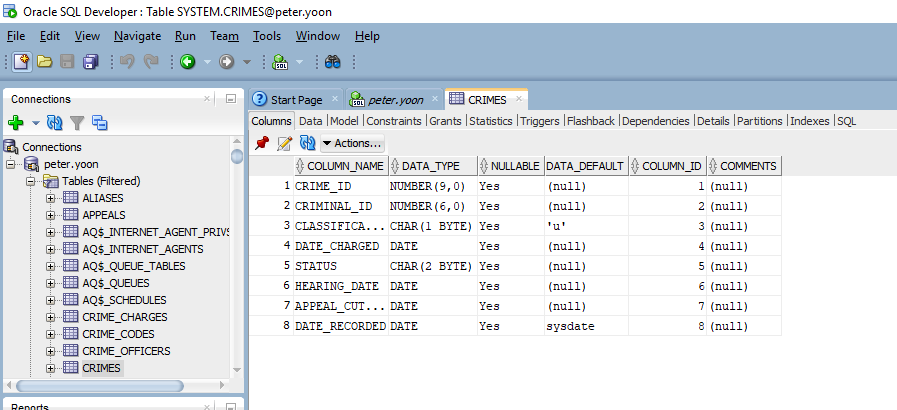 Oracle SQL Developer : Table SYSTEM.CRIMES@peter.yoon
File Edit View Navigate Run Team Tools Window Help
Connections
Connections
peter.yoon
Tables (Filtered)
ALIASES
APPEALS
AQ$_INTERNET_AGENT_PRIVS
AQ$_INTERNET_AGENTS
AQ$_QUEUE_TABLES
AQ$_QUEUES
AQ$_SCHEDULES
CRIME_CHARGES
CRIME_CODES
CRIME_OFFICERS
CRIMES
Reports
Start Page peter.yoon CRIMES
Columns Data Model Constraints Grants Statistics Triggers Flashback Dependencies Details Partitions Indexes SQL
Actions...
COLUMN_NAME DATA_TYPE NULLABLE DATA_DEFAULT COLUMN_ID COMMENTS
1 CRIME_ID NUMBER(9,0) Yes (null) 1 (null)
2 CRIMINAL_ID NUMBER(6,0) Yes (null) 2 (null)
3 CLASSIFICA... CHAR(1 BYTE) Yes 'u' 3 (null)
4 DATE_CHARGED DATE Yes (null) 4 (null)
5 STATUS CHAR(2 BYTE) Yes (null) 5 (null)
6 HEARING_DATE DATE Yes (null) 6 (null)
7 APPEAL_CUT... DATE Yes (null) 7 (null)
8 DATE_RECORDED DATE Yes sysdate 8 (null)